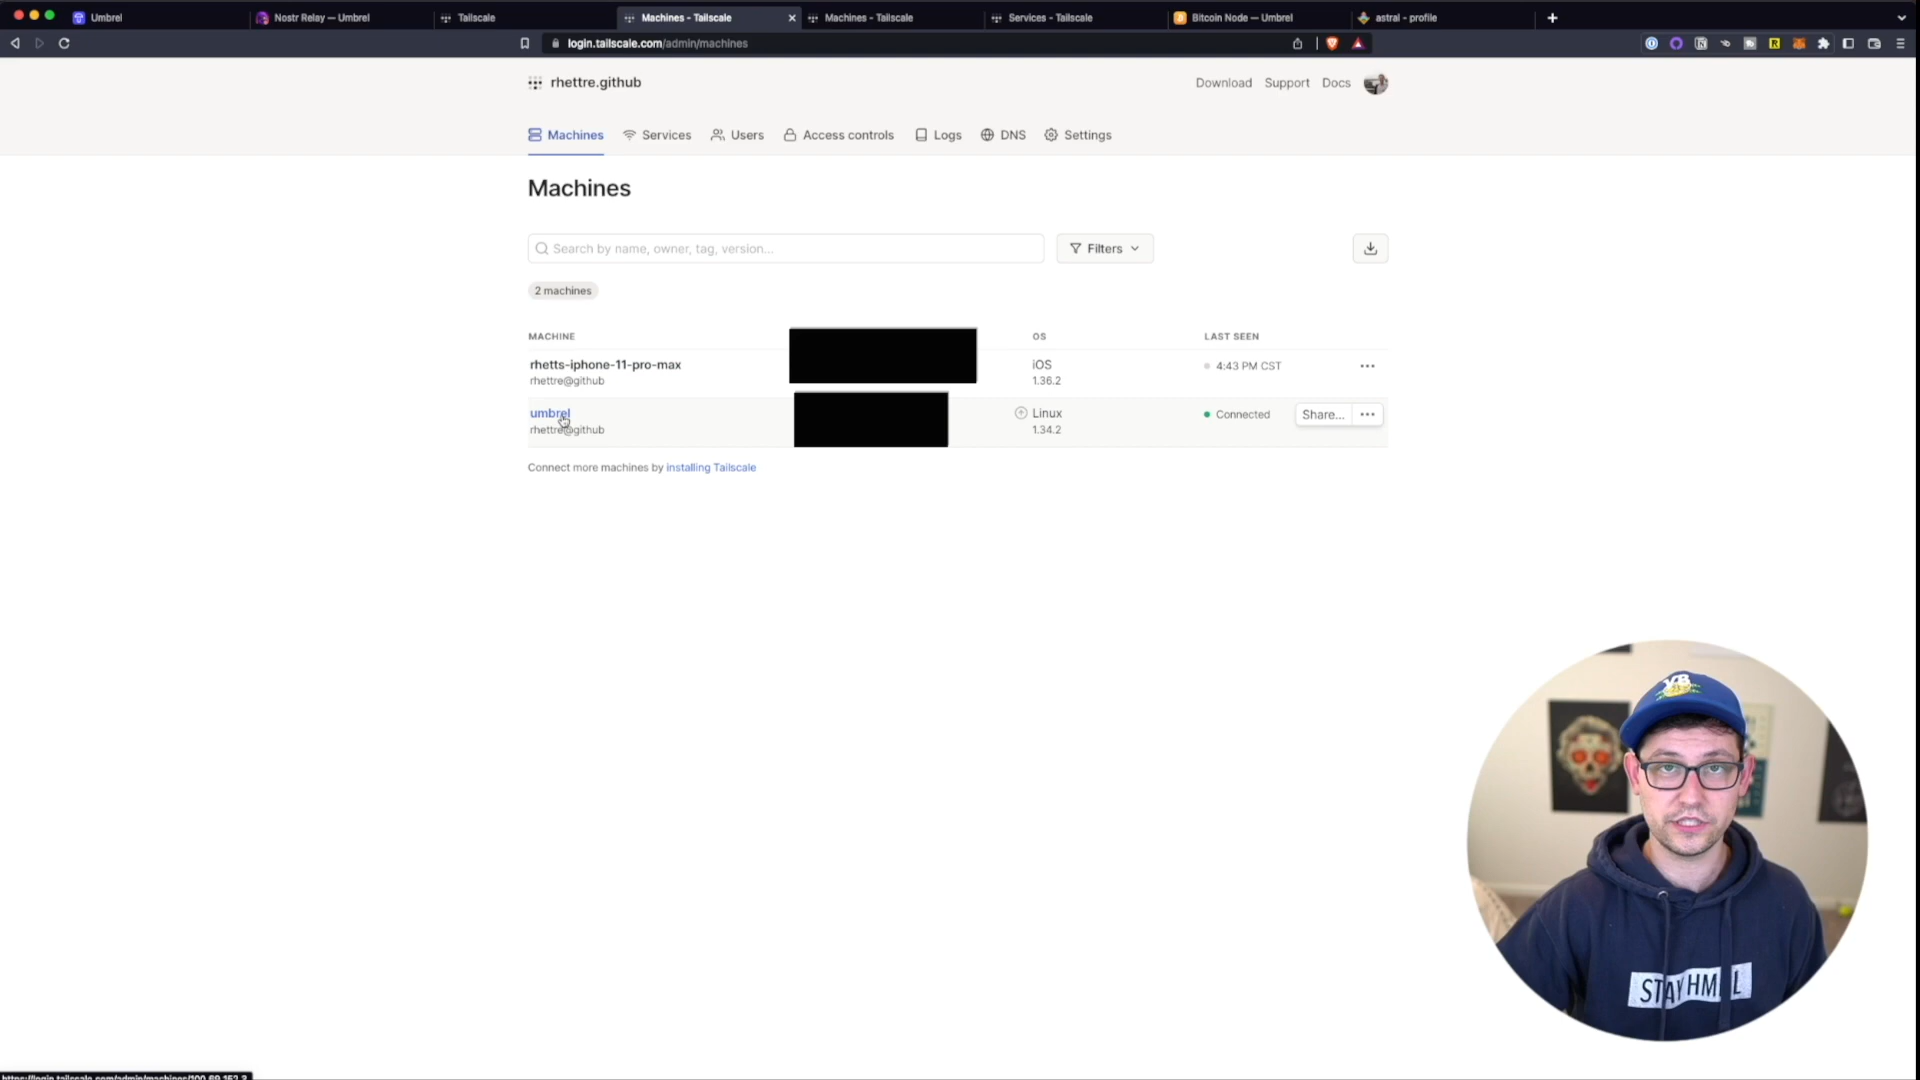 Umbrel
Nostr Relay — Umbrel
Tailscale
Machines - Tailscale
Machines - Tailscale
Services - Tailscale
Bitcoin Node — Umbrel
astral - profile
login.tailscale.com/admin/machines
rhettre.github
Download
Support
Docs
Machines
Services
Users
Access controls
Logs
DNS
Settings
Machines
Search by name, owner, tag, version...
Filters
2 machines
MACHINE
OS
LAST SEEN
rhetts-iphone-11-pro-max
iOS
4:43 PM CST
rhettre@github
1.36.2
umbrel
Linux
Connected
Share...
rhettre@github
1.34.2
Connect more machines by installing Tailscale